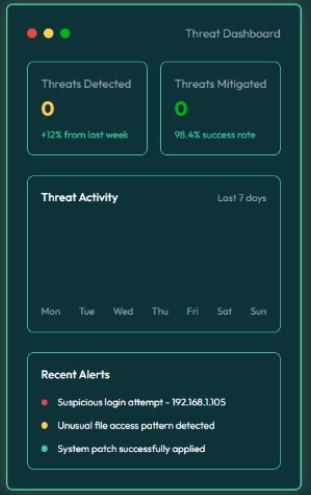 Threat Dashboard
Threats Detected
0
+12% from last week
Threats Mitigated
0
98.4% success rate
Threat Activity
Last 7 days
Mon Tue Wed Thu Fri Sat Sun
Recent Alerts
Suspicious login attempt - 192.168.1.105
Unusual file access pattern detected
System patch successfully applied